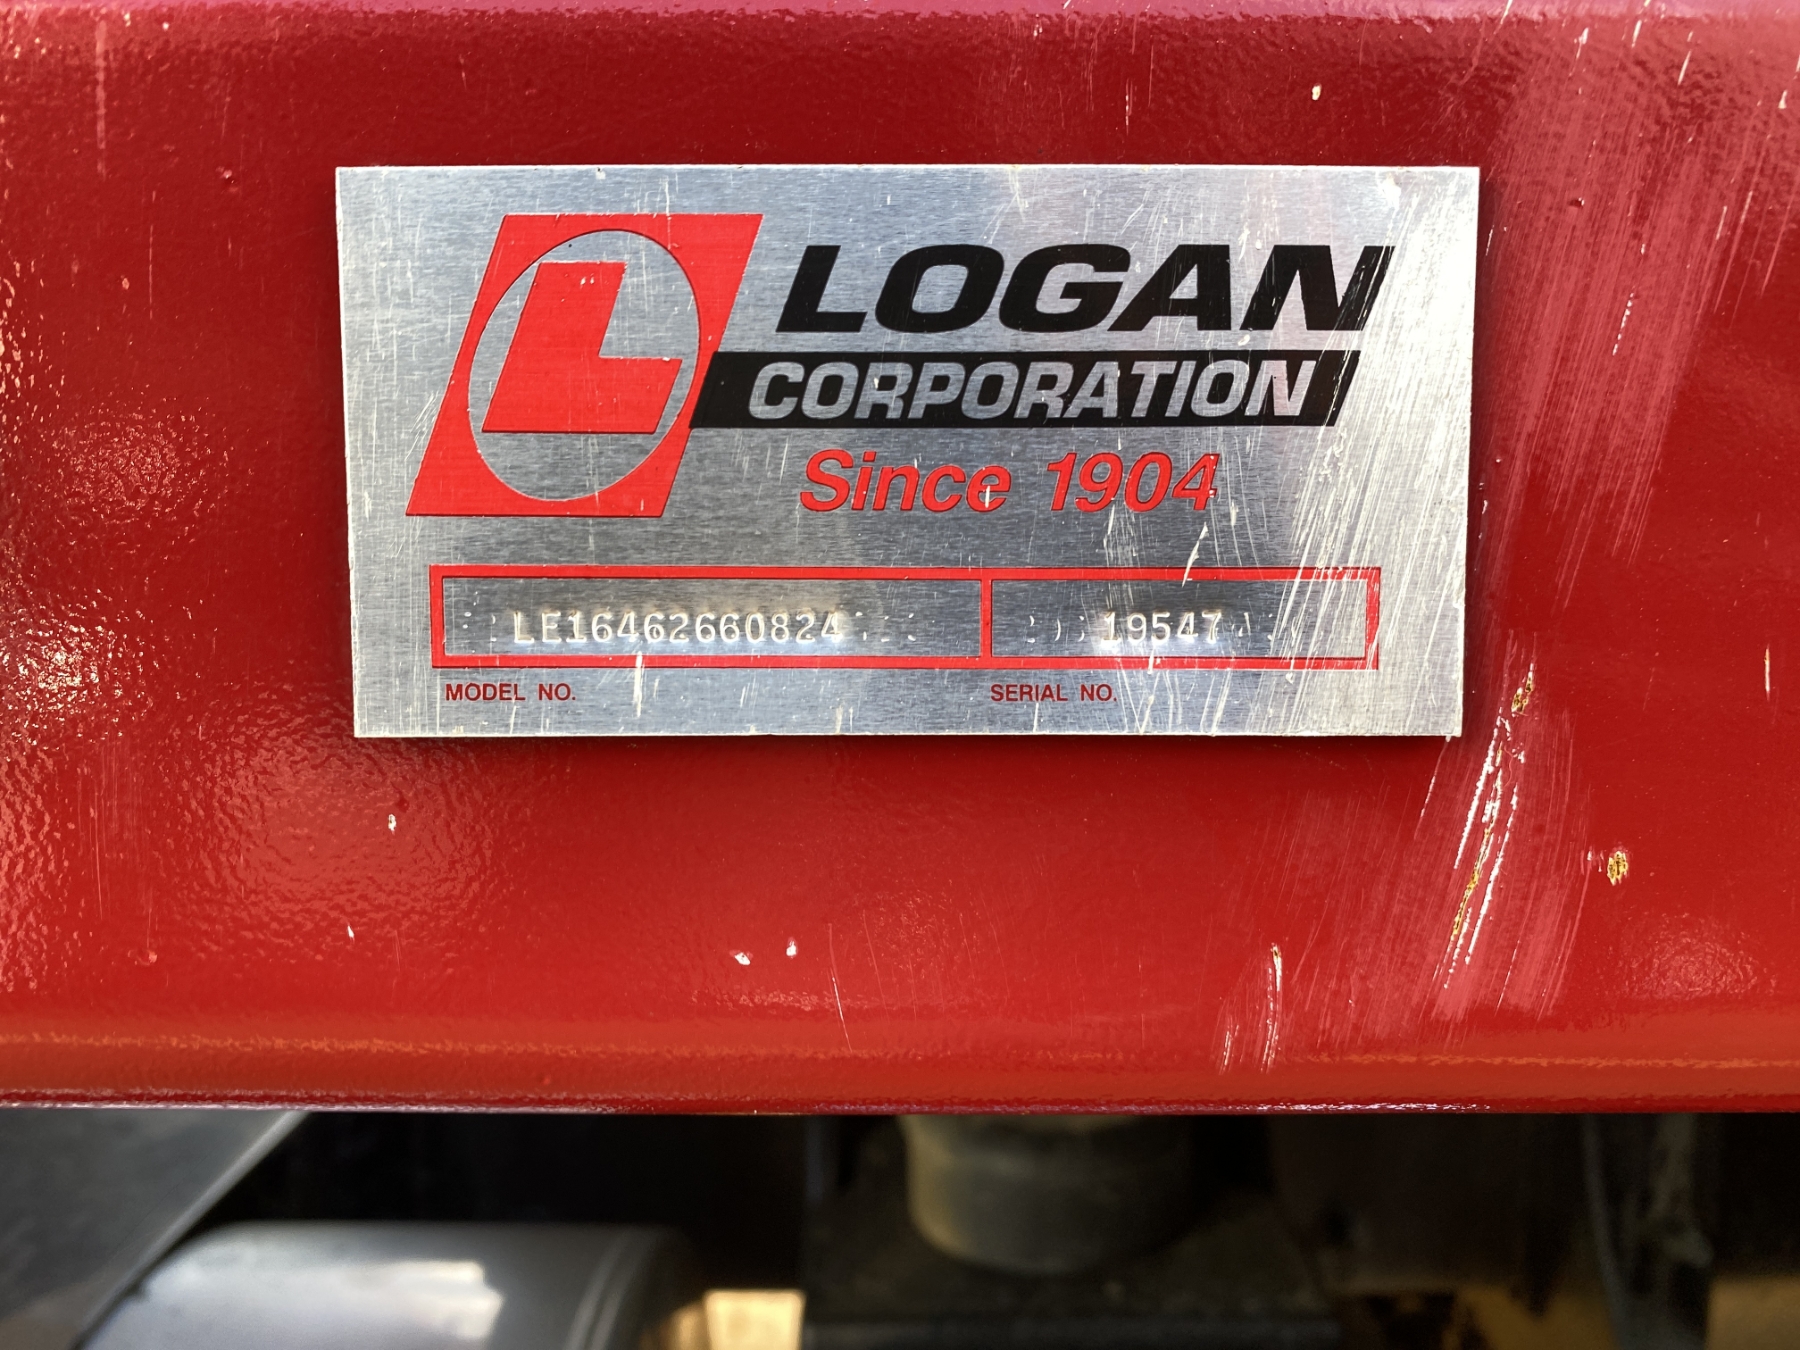 L
LOGAN
CORPORATION
Since 1904
LE16462660824 19547
MODEL NO. SERIAL NO.